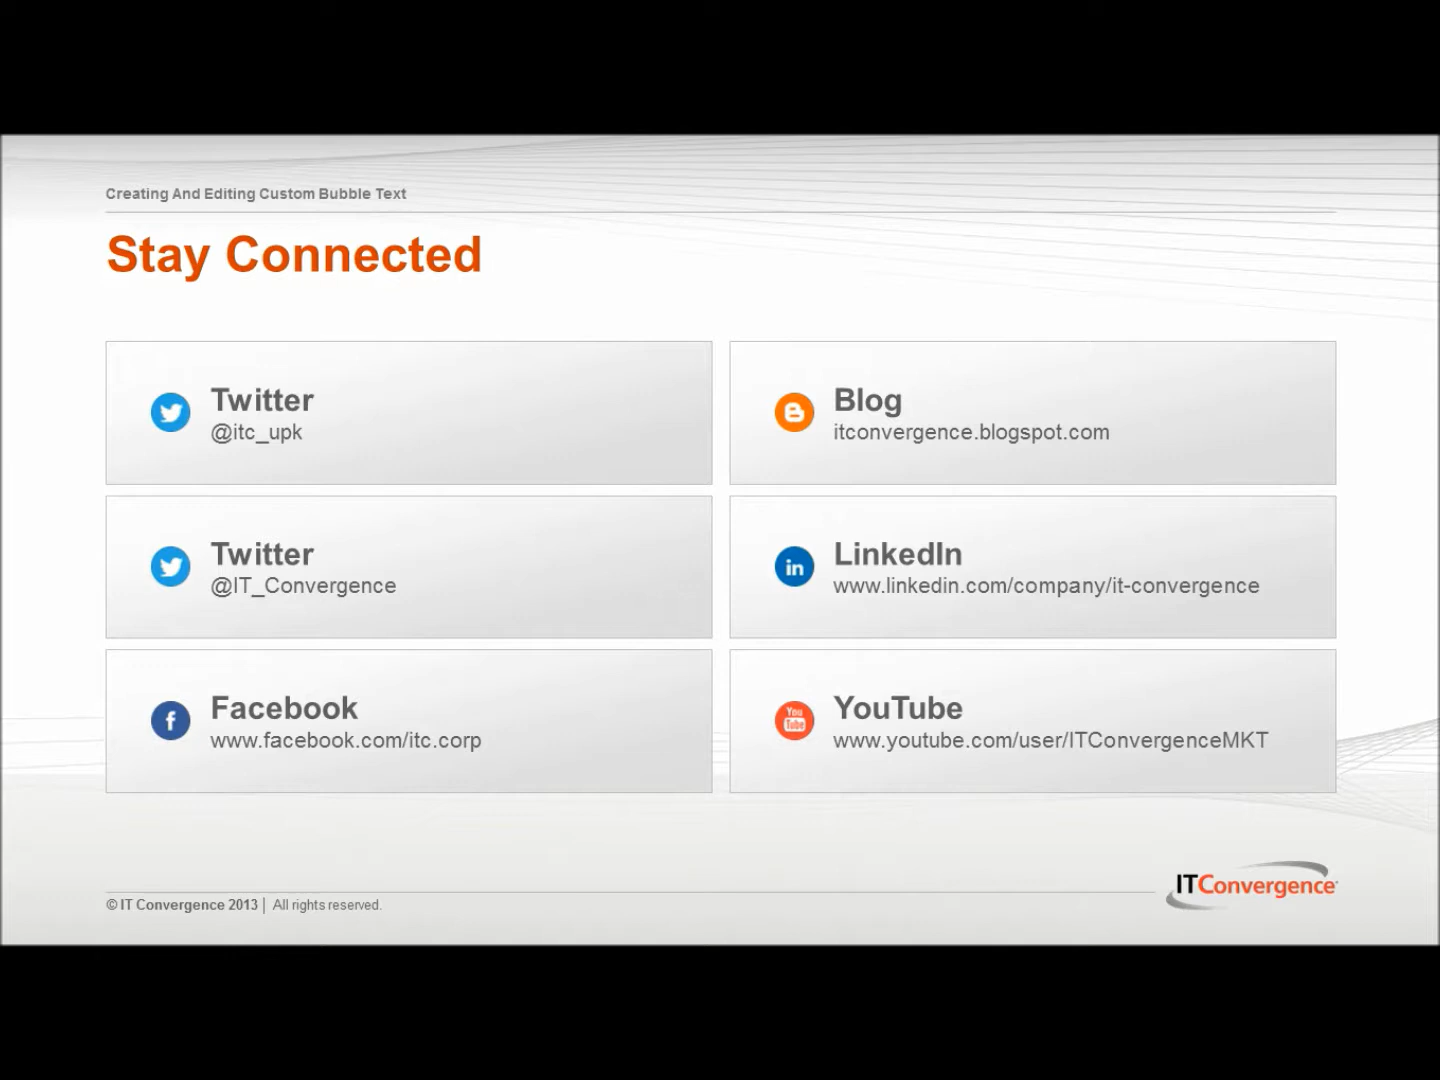 Creating And Editing Custom Bubble Text
Stay Connected
Twitter
@itc_upk
Twitter
@IT_Convergence
Facebook
www.facebook.com/itc.corp
Blog
itconvergence.blogspot.com
LinkedIn
www.linkedin.com/company/it-convergence
You
Tube
YouTube
www.youtube.com/user/ITConvergenceMKT
© IT Convergence 2013 | All rights reserved.
ITConvergence